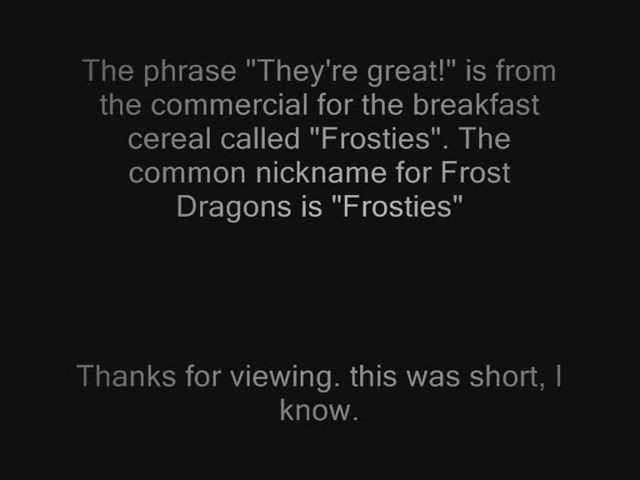 The phrase "They're great!" is from
the commercial for the breakfast
cereal called "Frosties". The
common nickname for Frost
Dragons is "Frosties"
Thanks for viewing. this was short, I
know.